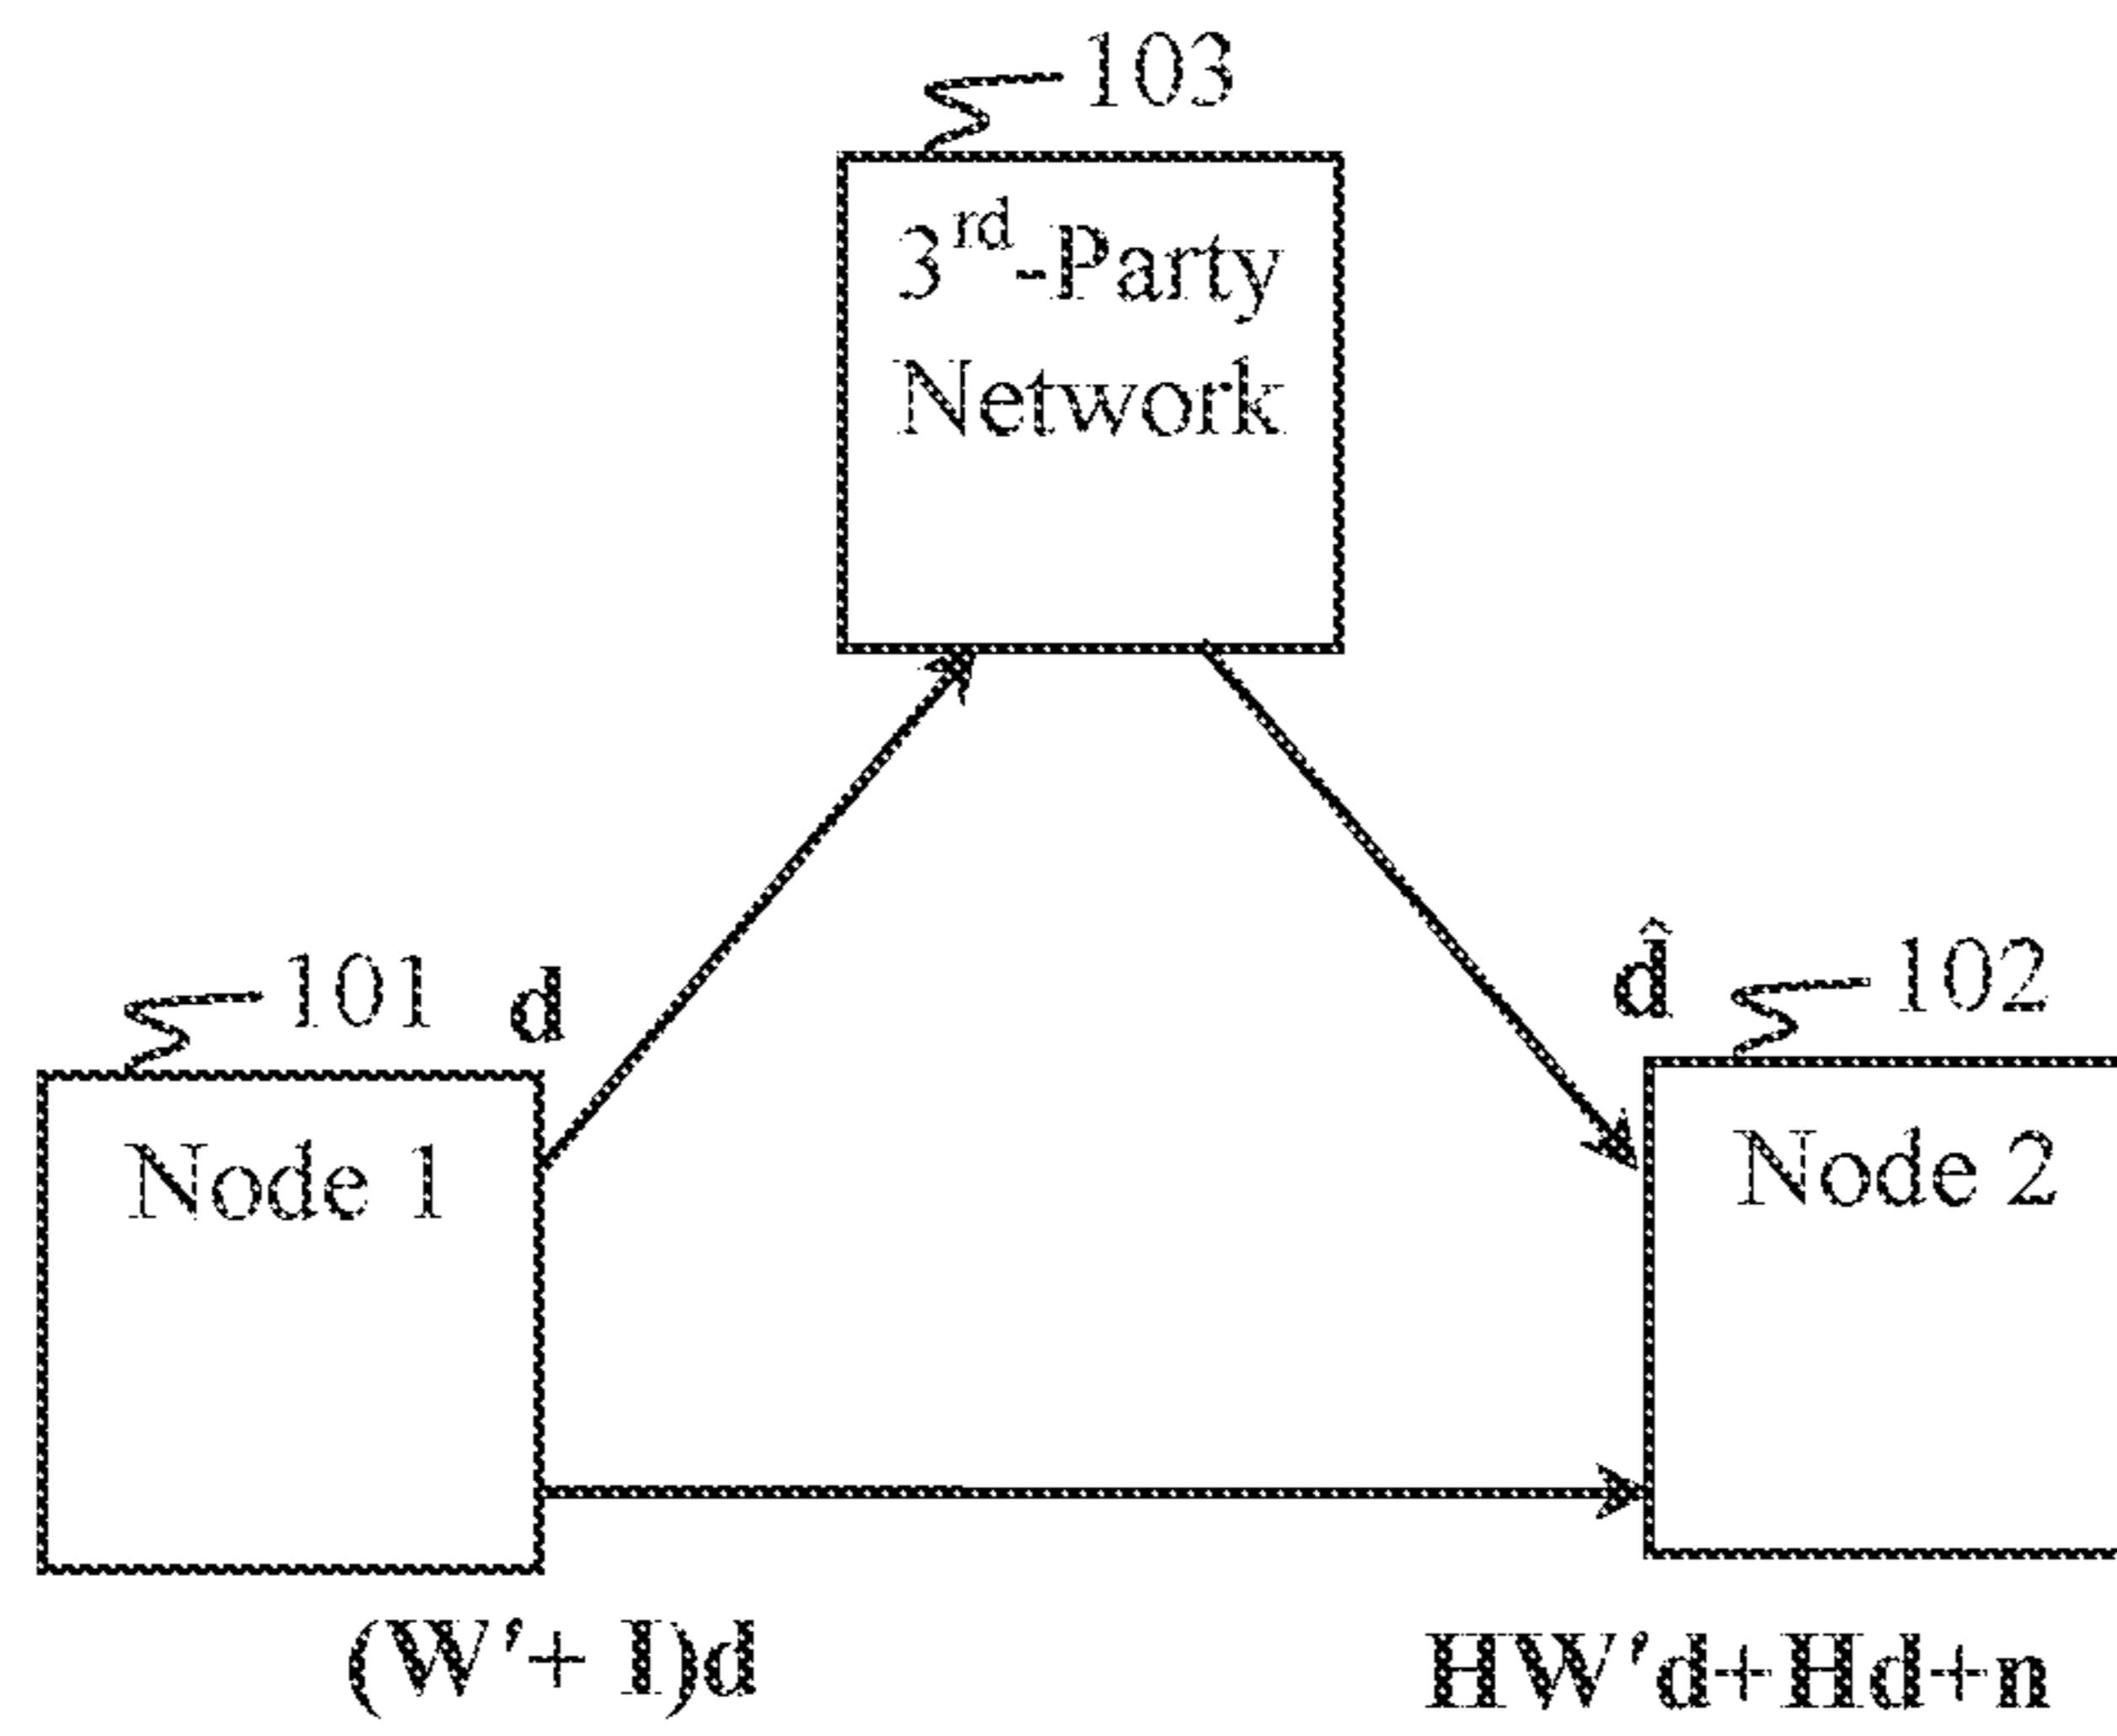 103
3rd-Party
Network
101
d
d̂
102
Node 1
Node 2
(W′+ I)d
HW′d+Hd+n